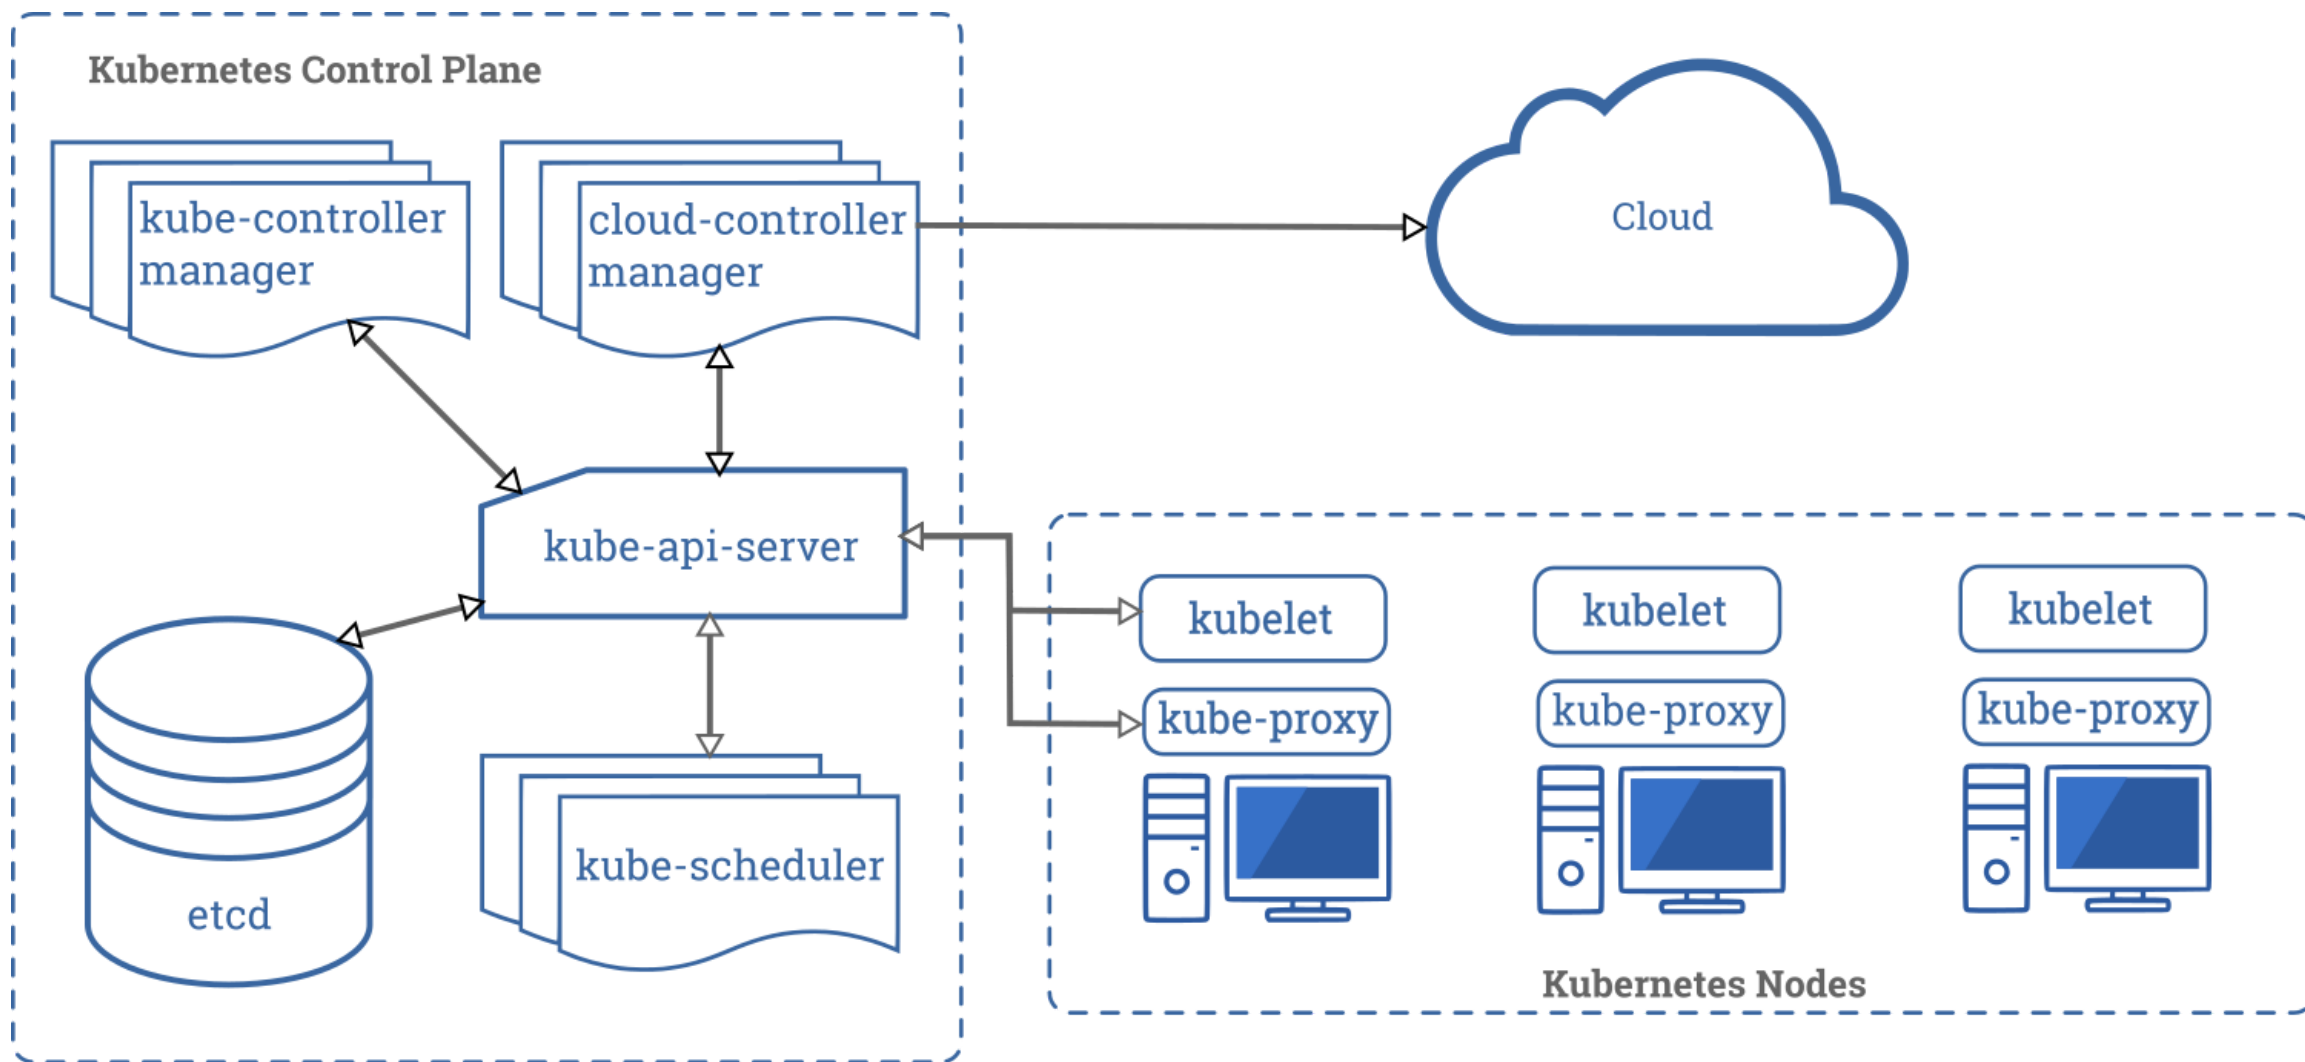 Kubernetes Control Plane
kube-controller
manager
cloud-controller
manager
Cloud
kube-api-server
etcd
kube-scheduler
kubelet
kube-proxy
kubelet
kube-proxy
kubelet
kube-proxy
Kubernetes Nodes